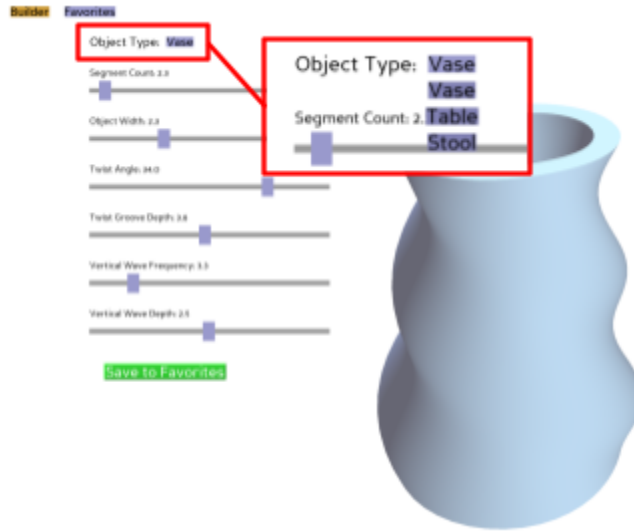 Builder Favorites
Object Type: Vase
Segment Count: 2.0
Object Width: 2.3
Twist Angle: 34.0
Twist Groove Depth: 3.8
Vertical Wave Frequency: 3.3
Vertical Wave Depth: 2.5
Save to Favorites
Object Type: Vase
Vase
Segment Count: 2. Table
Stool